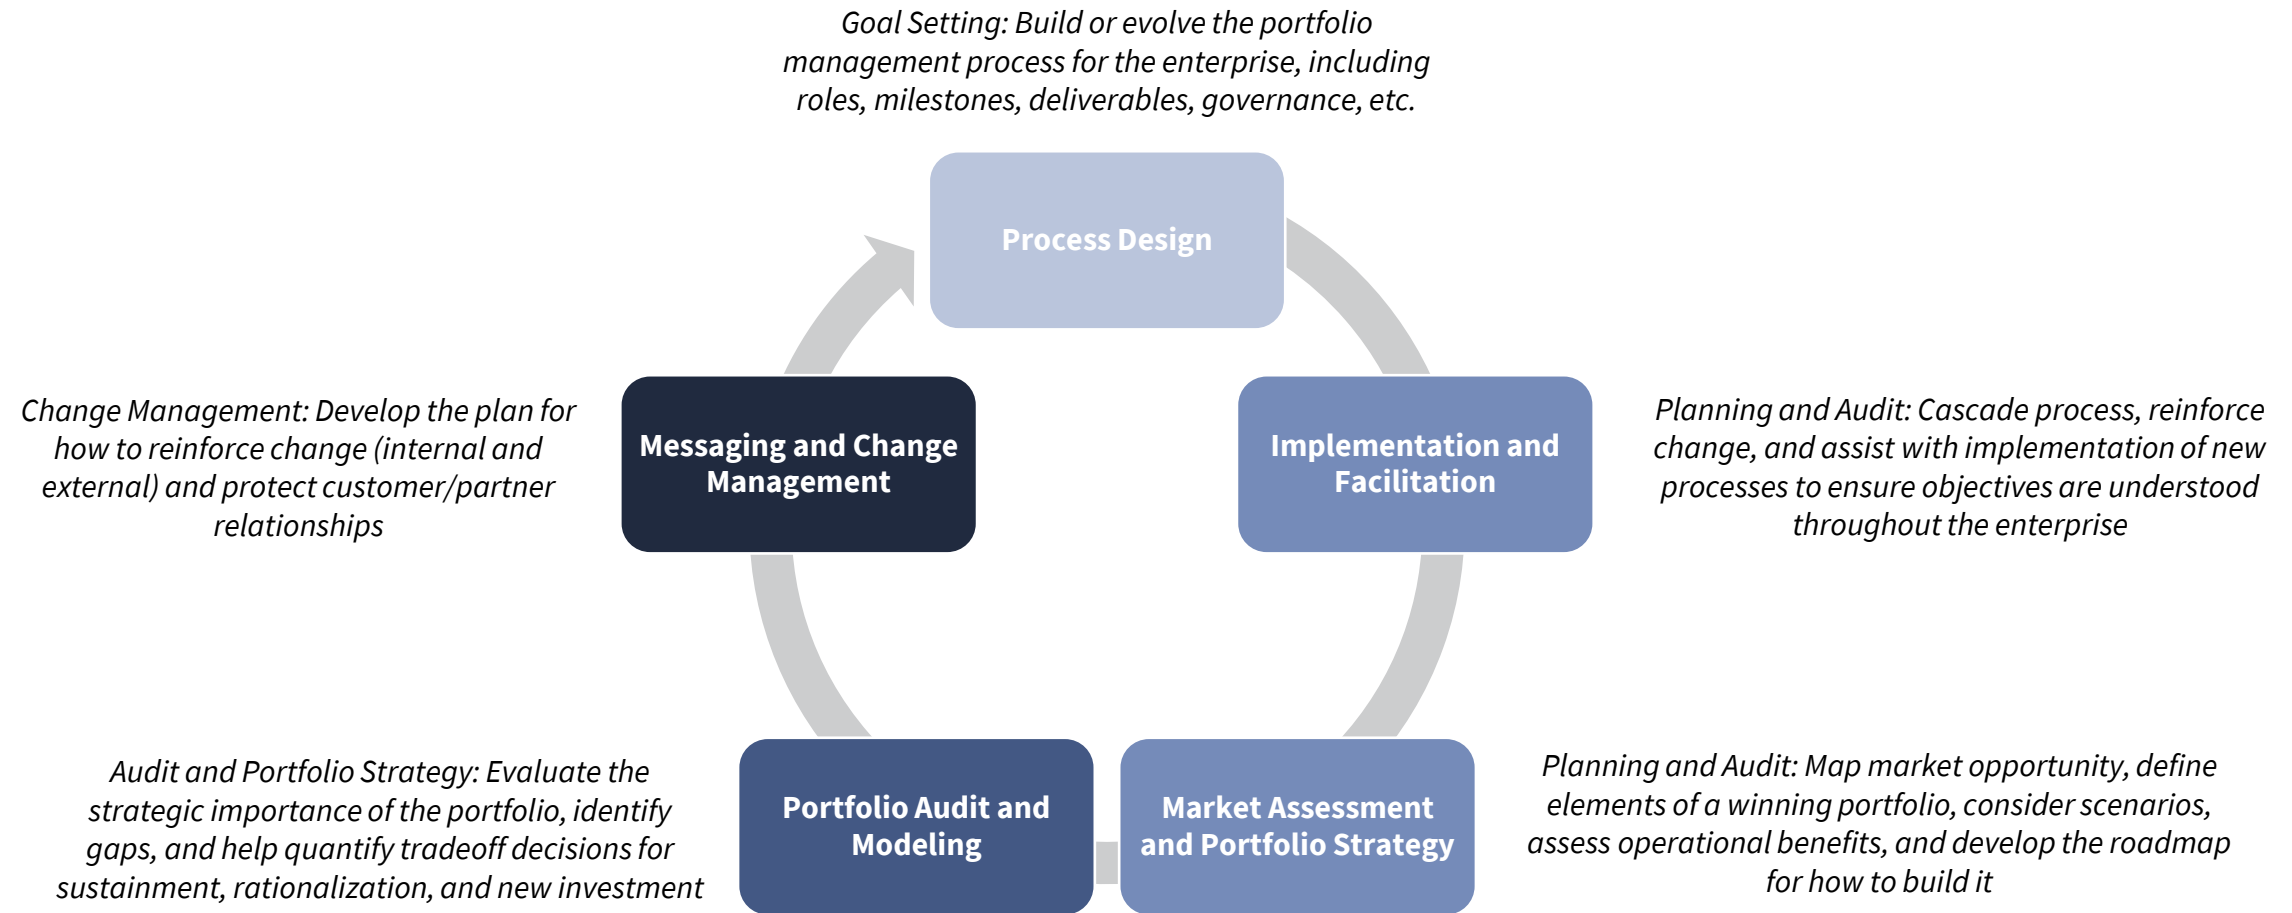 Goal Setting: Build or evolve the portfolio
management process for the enterprise, including
roles, milestones, deliverables, governance, etc.
Process Design
Change Management: Develop the plan for
how to reinforce change (internal and
external) and protect customer/partner
relationships
Messaging and Change
Management
Implementation and
Facilitation
Planning and Audit: Cascade process, reinforce
change, and assist with implementation of new
processes to ensure objectives are understood
throughout the enterprise
Audit and Portfolio Strategy: Evaluate the
strategic importance of the portfolio, identify
gaps, and help quantify tradeoff decisions for
sustainment, rationalization, and new investment
Portfolio Audit and
Modeling
Market Assessment
and Portfolio Strategy
Planning and Audit: Map market opportunity, define
elements of a winning portfolio, consider scenarios,
assess operational benefits, and develop the roadmap
for how to build it